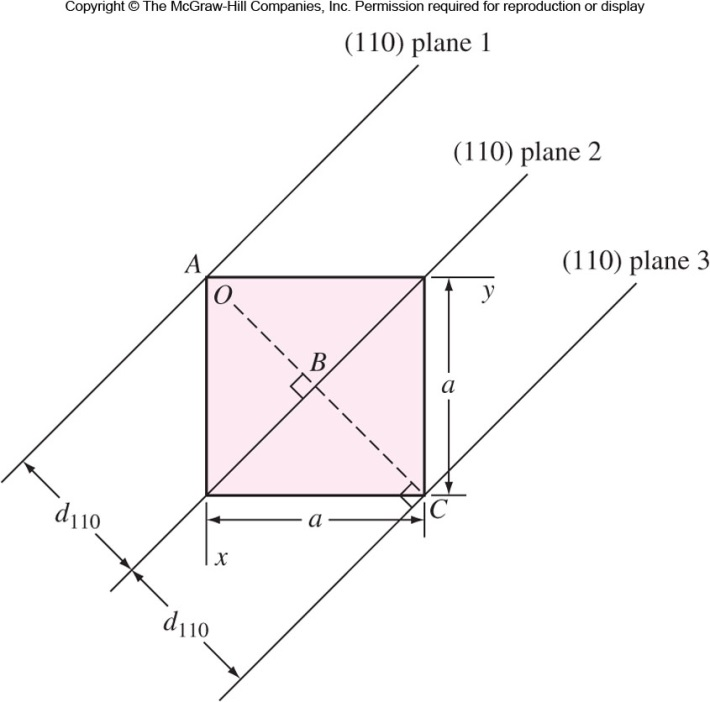 Copyright © The McGraw-Hill Companies, Inc. Permission required for reproduction or display
(110) plane 1
(110) plane 2
(110) plane 3
A
O
y
B
a
C
d110
a
x
d110